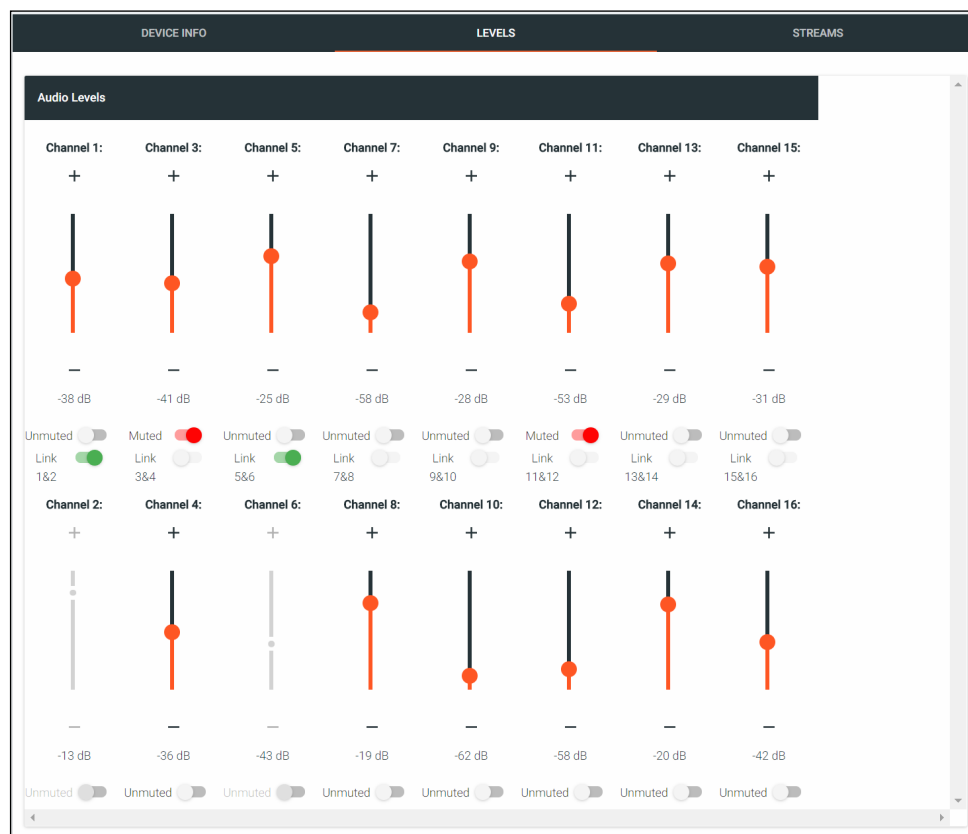 DEVICE INFO LEVELS STREAMS
Audio Levels
Channel 1: Channel 3: Channel 5: Channel 7: Channel 9: Channel 11: Channel 13: Channel 15:
+ + + + + + + +
− − − − − − − −
-38 dB -41 dB -25 dB -58 dB -28 dB -53 dB -29 dB -31 dB
Unmuted Muted Unmuted Unmuted Unmuted Muted Unmuted Unmuted
Link Link Link Link Link Link Link Link
1&2 3&4 5&6 7&8 9&10 11&12 13&14 15&16
Channel 2: Channel 4: Channel 6: Channel 8: Channel 10: Channel 12: Channel 14: Channel 16:
+ + + + + + + +
− − − − − − − −
-13 dB -36 dB -43 dB -19 dB -62 dB -58 dB -20 dB -42 dB
Unmuted Unmuted Unmuted Unmuted Unmuted Unmuted Unmuted Unmuted